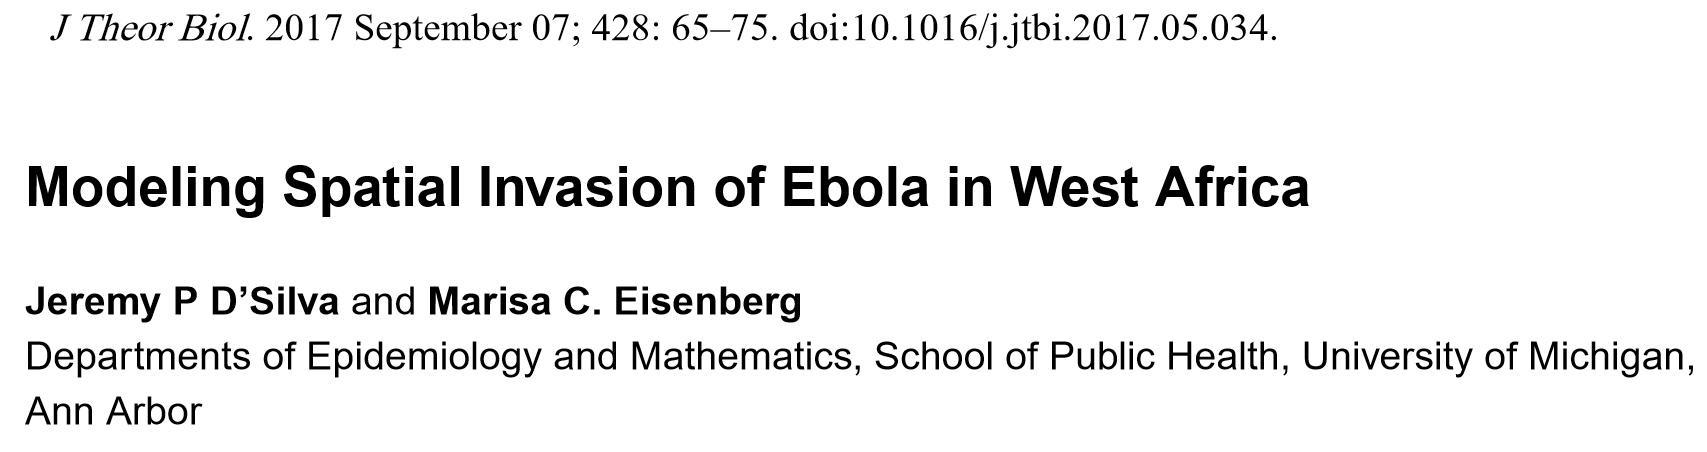 J Theor Biol. 2017 September 07; 428: 65–75. doi:10.1016/j.jtbi.2017.05.034.
Modeling Spatial Invasion of Ebola in West Africa
Jeremy P D’Silva and Marisa C. Eisenberg
Departments of Epidemiology and Mathematics, School of Public Health, University of Michigan,
Ann Arbor